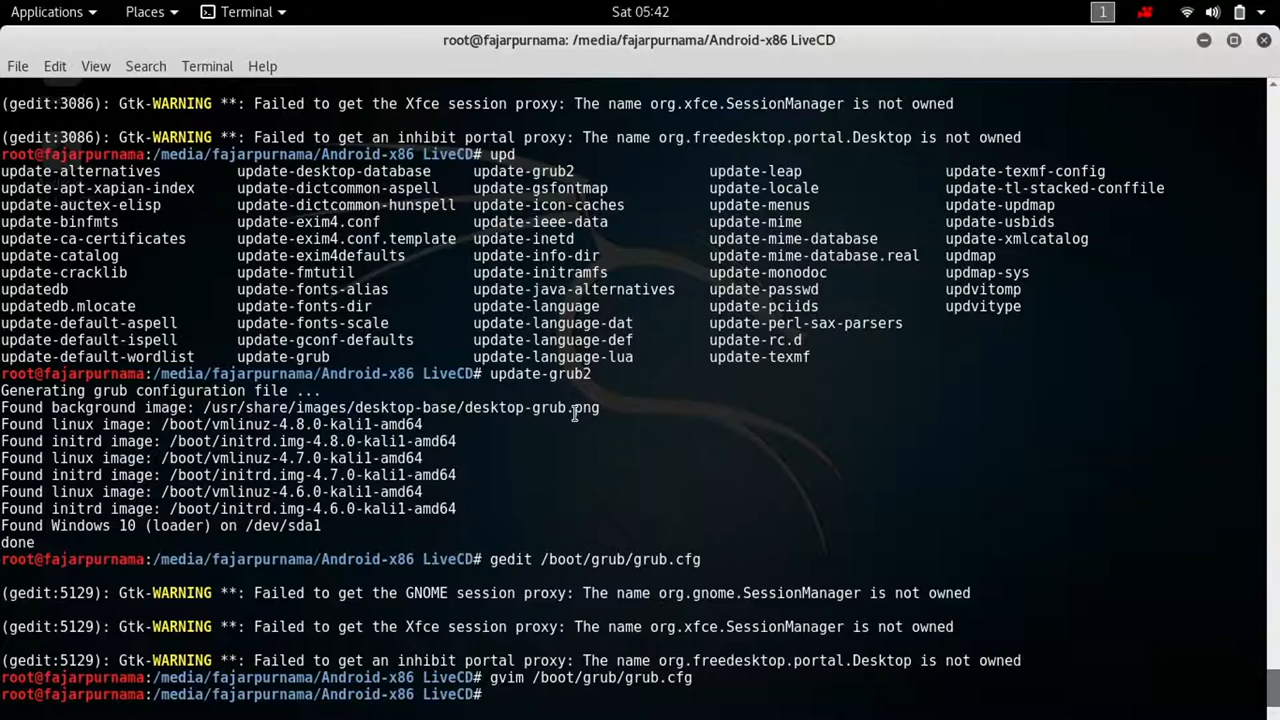 Applications Places Terminal Sat 05:42 1
root@fajarpurnama: /media/fajarpurnama/Android-x86 LiveCD
File Edit View Search Terminal Help
(gedit:3086): Gtk-WARNING **: Failed to get the Xfce session proxy: The name org.xfce.SessionManager is not owned
(gedit:3086): Gtk-WARNING **: Failed to get an inhibit portal proxy: The name org.freedesktop.portal.Desktop is not owned
root@fajarpurnama:/media/fajarpurnama/Android-x86 LiveCD# upd
update-alternatives update-desktop-database update-grub2 update-leap update-texmf-config
update-apt-xapian-index update-dictcommon-aspell update-gsfontmap update-locale update-tl-stacked-conffile
update-auctex-elisp update-dictcommon-hunspell update-icon-caches update-menus update-updmap
update-binfmts update-exim4.conf update-ieee-data update-mime update-usbids
update-ca-certificates update-exim4.conf.template update-inetd update-mime-database update-xmlcatalog
update-catalog update-exim4defaults update-info-dir update-mime-database.real updmap
update-cracklib update-fmtutil update-initramfs update-monodoc updmap-sys
updatedb update-fonts-alias update-java-alternatives update-passwd updvitomp
updatedb.mlocate update-fonts-dir update-language update-pciids updvitype
update-default-aspell update-fonts-scale update-language-dat update-perl-sax-parsers
update-default-ispell update-gconf-defaults update-language-def update-rc.d
update-default-wordlist update-grub update-language-lua update-texmf
root@fajarpurnama:/media/fajarpurnama/Android-x86 LiveCD# update-grub2
Generating grub configuration file ...
Found background image: /usr/share/images/desktop-base/desktop-grub.png
Found linux image: /boot/vmlinuz-4.8.0-kali1-amd64
Found initrd image: /boot/initrd.img-4.8.0-kali1-amd64
Found linux image: /boot/vmlinuz-4.7.0-kali1-amd64
Found initrd image: /boot/initrd.img-4.7.0-kali1-amd64
Found linux image: /boot/vmlinuz-4.6.0-kali1-amd64
Found initrd image: /boot/initrd.img-4.6.0-kali1-amd64
Found Windows 10 (loader) on /dev/sda1
done
root@fajarpurnama:/media/fajarpurnama/Android-x86 LiveCD# gedit /boot/grub/grub.cfg
(gedit:5129): Gtk-WARNING **: Failed to get the GNOME session proxy: The name org.gnome.SessionManager is not owned
(gedit:5129): Gtk-WARNING **: Failed to get the Xfce session proxy: The name org.xfce.SessionManager is not owned
(gedit:5129): Gtk-WARNING **: Failed to get an inhibit portal proxy: The name org.freedesktop.portal.Desktop is not owned
root@fajarpurnama:/media/fajarpurnama/Android-x86 LiveCD# gvim /boot/grub/grub.cfg
root@fajarpurnama:/media/fajarpurnama/Android-x86 LiveCD#